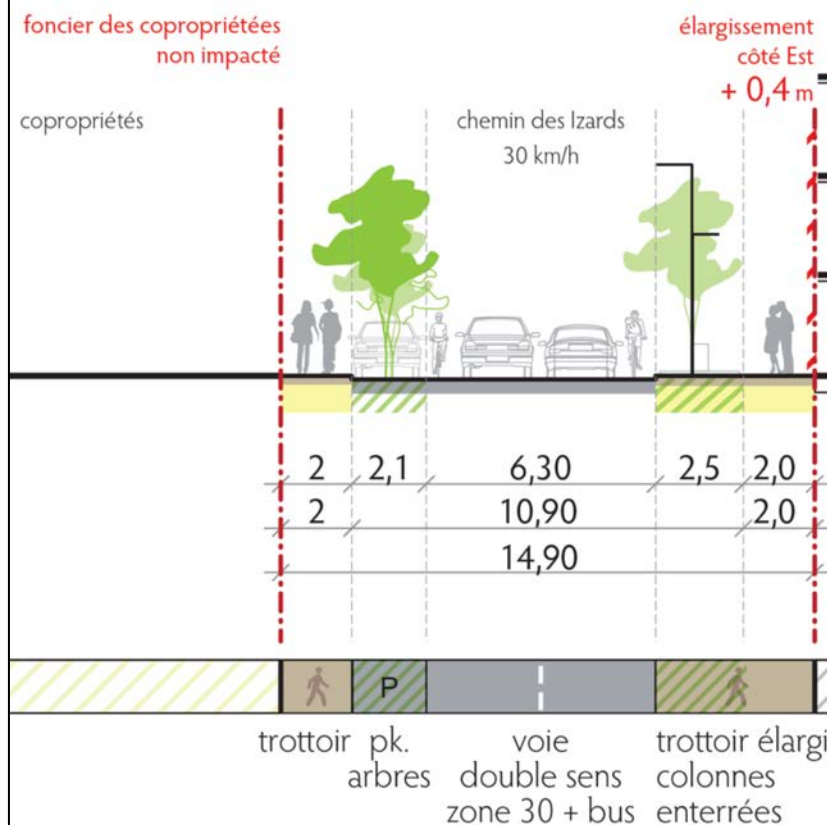 foncier des copropriétées
non impacté
élargissement
côté Est
+ 0,4 m
copropriétés
chemin des Izards
30 km/h
2 2,1 6,30 2,5 2,0
2 10,90 2,0
14,90
P
trottoir pk. voie trottoir élargi
arbres double sens colonnes
zone 30 + bus enterrées